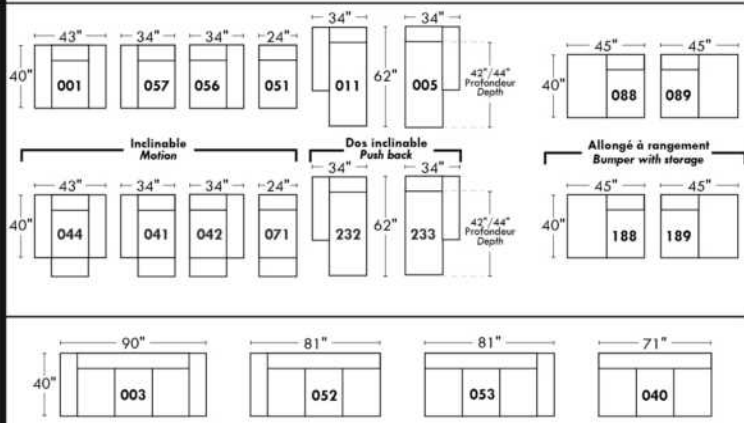 43" 34" 34" 24" 34" 34" 45" 45"
40" 001 057 056 051 011 62" 005 42"/44" Profondeur Depth 40" 088 089
Inclinable
Motion
Dos inclinable
Push back
Allongé à rangement
Bumper with storage
43" 34" 34" 24" 34" 34" 45" 45"
40" 044 041 042 071 232 62" 233 42"/44" Profondeur Depth 40" 188 189
90" 81" 81" 71"
40" 003 052 053 040